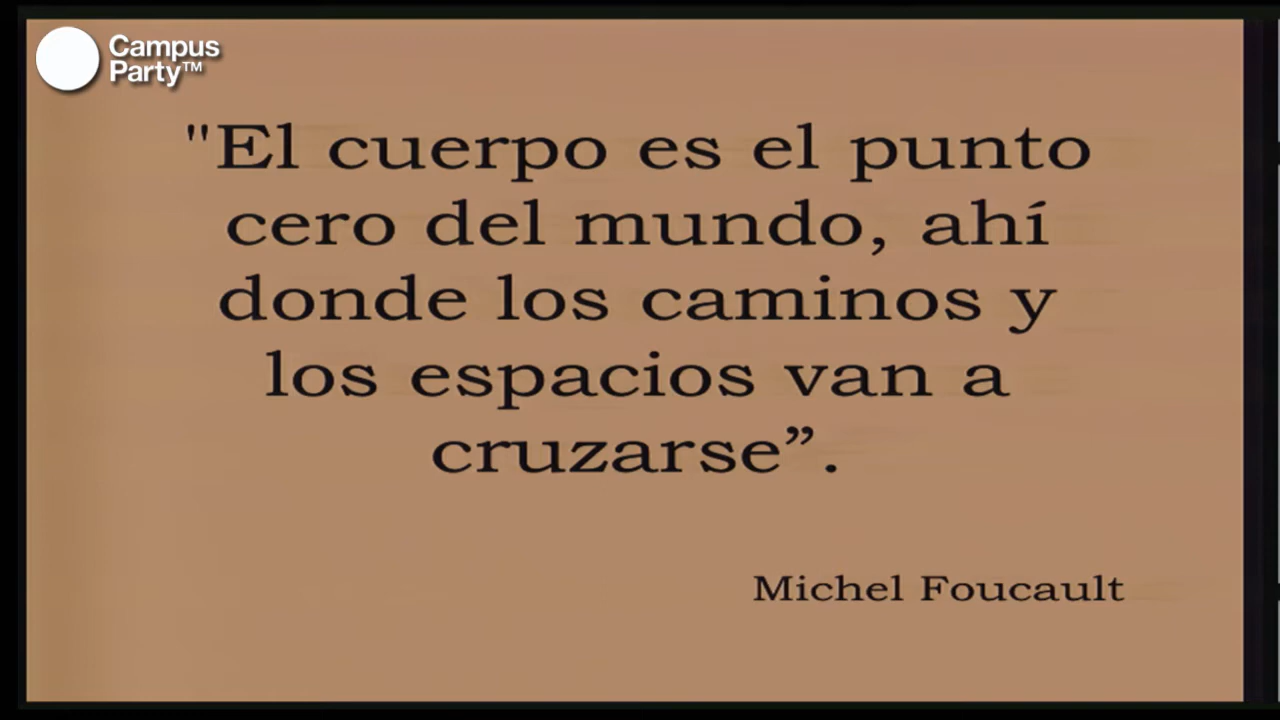 Campus
Party™
"El cuerpo es el punto
cero del mundo, ahí
donde los caminos y
los espacios van a
cruzarse”.
Michel Foucault